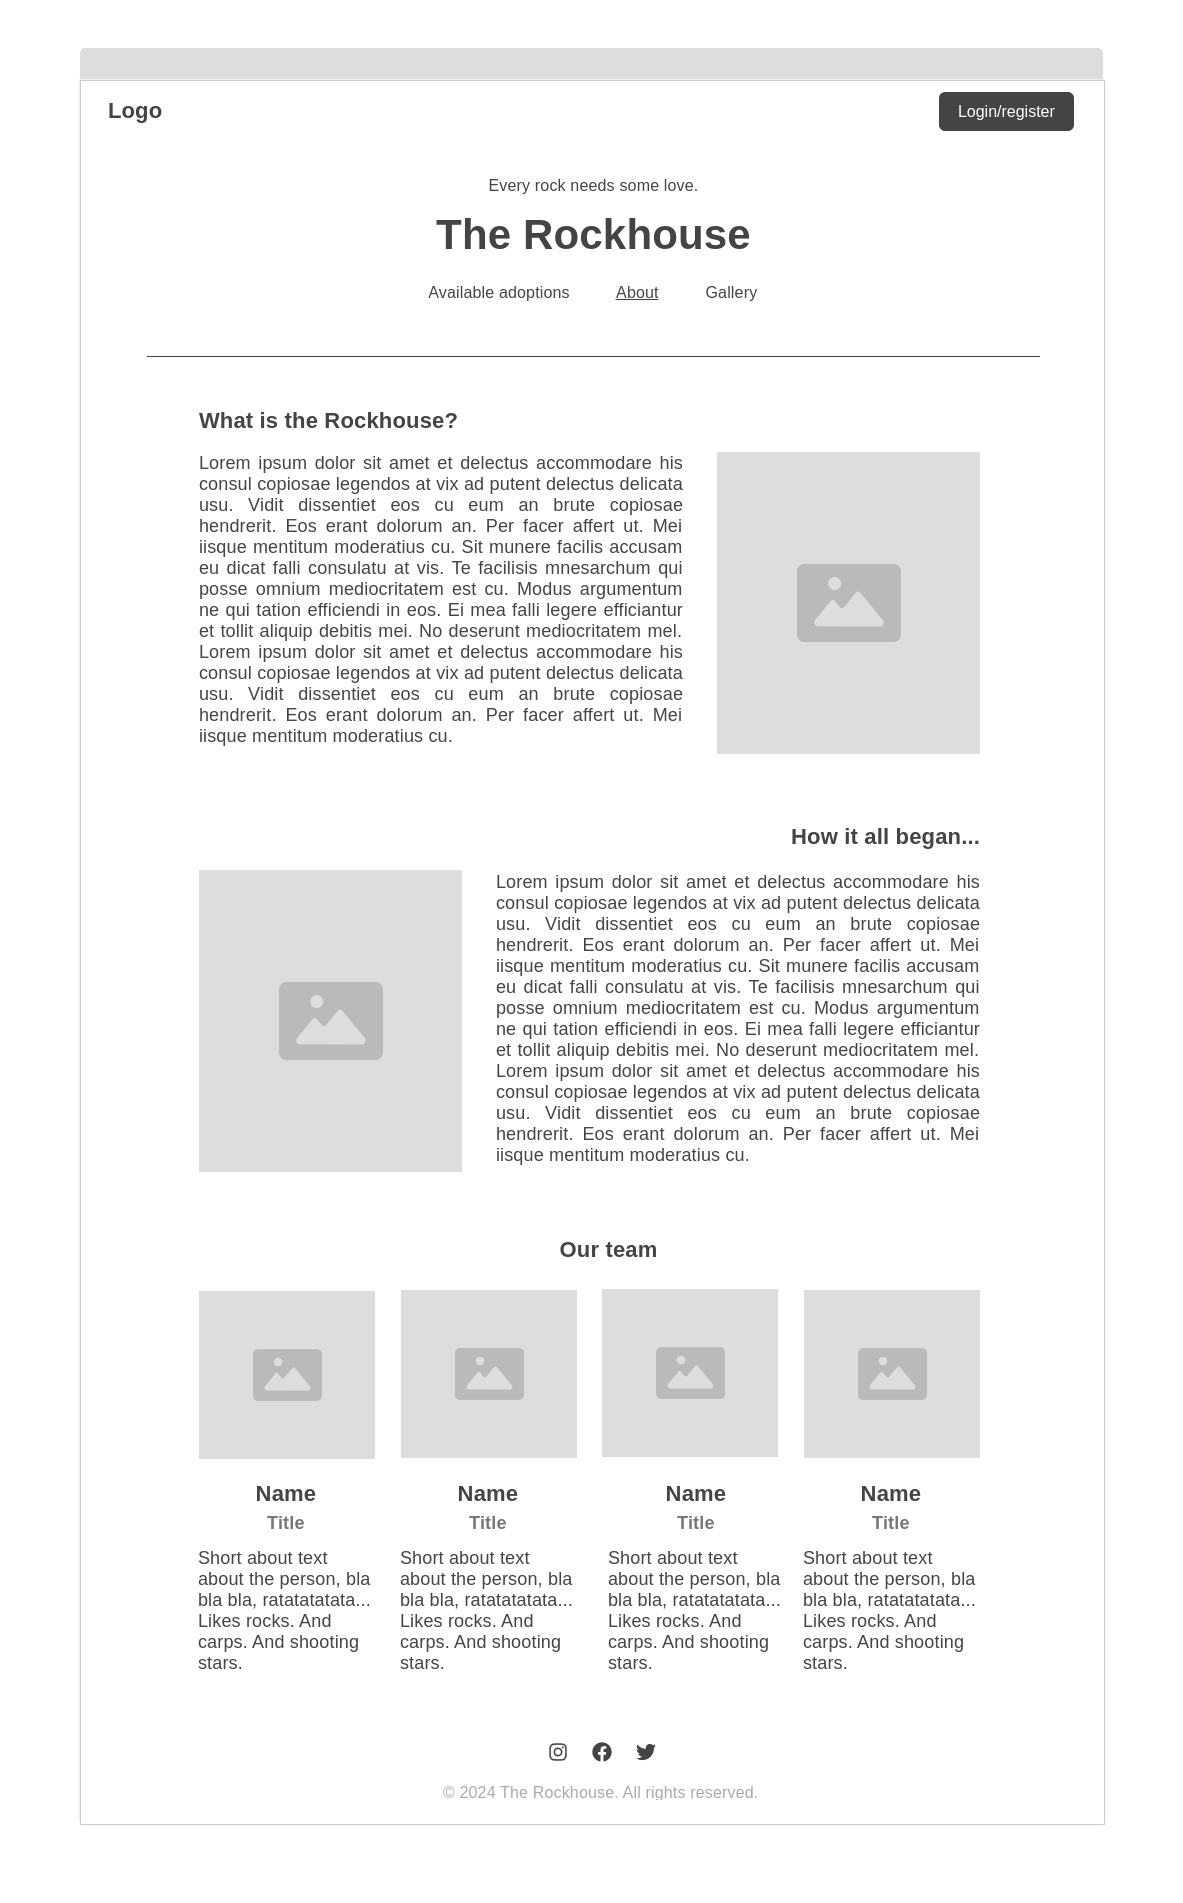 Logo
Login/register
Every rock needs some love.
The Rockhouse
Available adoptions About Gallery
What is the Rockhouse?
Lorem ipsum dolor sit amet et delectus accommodare his
consul copiosae legendos at vix ad putent delectus delicata
usu. Vidit dissentiet eos cu eum an brute copiosae
hendrerit. Eos erant dolorum an. Per facer affert ut. Mei
iisque mentitum moderatius cu. Sit munere facilis accusam
eu dicat falli consulatu at vis. Te facilisis mnesarchum qui
posse omnium mediocritatem est cu. Modus argumentum
ne qui tation efficiendi in eos. Ei mea falli legere efficiantur
et tollit aliquip debitis mei. No deserunt mediocritatem mel.
Lorem ipsum dolor sit amet et delectus accommodare his
consul copiosae legendos at vix ad putent delectus delicata
usu. Vidit dissentiet eos cu eum an brute copiosae
hendrerit. Eos erant dolorum an. Per facer affert ut. Mei
iisque mentitum moderatius cu.
How it all began...
Lorem ipsum dolor sit amet et delectus accommodare his
consul copiosae legendos at vix ad putent delectus delicata
usu. Vidit dissentiet eos cu eum an brute copiosae
hendrerit. Eos erant dolorum an. Per facer affert ut. Mei
iisque mentitum moderatius cu. Sit munere facilis accusam
eu dicat falli consulatu at vis. Te facilisis mnesarchum qui
posse omnium mediocritatem est cu. Modus argumentum
ne qui tation efficiendi in eos. Ei mea falli legere efficiantur
et tollit aliquip debitis mei. No deserunt mediocritatem mel.
Lorem ipsum dolor sit amet et delectus accommodare his
consul copiosae legendos at vix ad putent delectus delicata
usu. Vidit dissentiet eos cu eum an brute copiosae
hendrerit. Eos erant dolorum an. Per facer affert ut. Mei
iisque mentitum moderatius cu.
Our team
Name
Title
Short about text
about the person, bla
bla bla, ratatatatata...
Likes rocks. And
carps. And shooting
stars.
Name
Title
Short about text
about the person, bla
bla bla, ratatatatata...
Likes rocks. And
carps. And shooting
stars.
Name
Title
Short about text
about the person, bla
bla bla, ratatatatata...
Likes rocks. And
carps. And shooting
stars.
Name
Title
Short about text
about the person, bla
bla bla, ratatatatata...
Likes rocks. And
carps. And shooting
stars.
© 2024 The Rockhouse. All rights reserved.